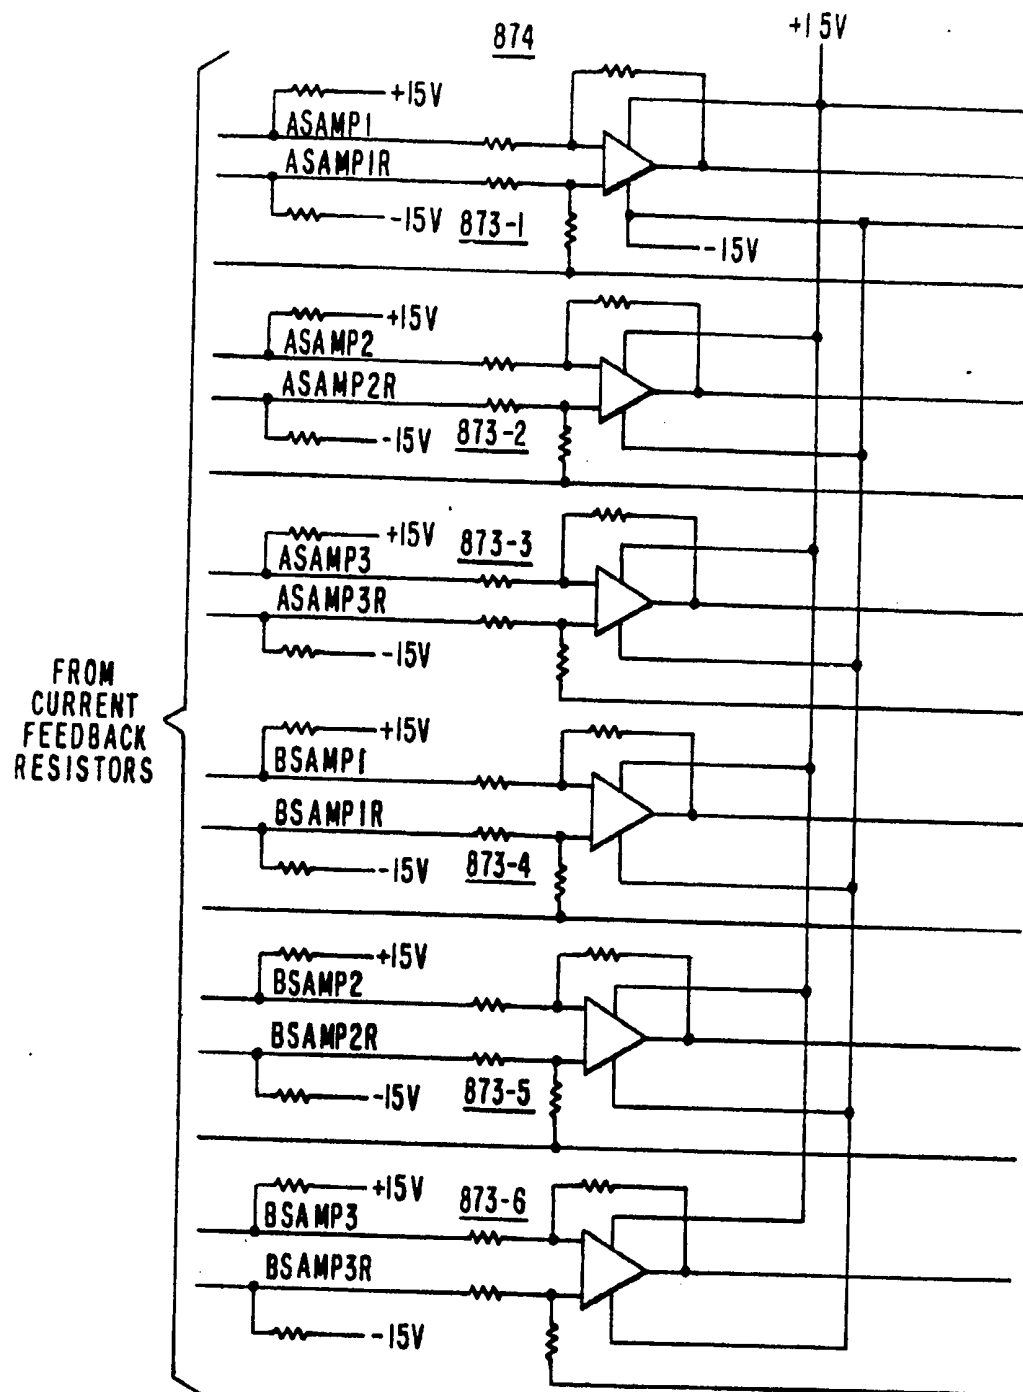 874
+15V
+15V
ASAMP1
ASAMP1R
-15V
873-1
-15V
+15V
ASAMP2
ASAMP2R
-15V
873-2
+15V
873-3
ASAMP3
ASAMP3R
-15V
FROM
CURRENT
FEEDBACK
RESISTORS
+15V
BSAMP1
BSAMP1R
-15V
873-4
+15V
BSAMP2
BSAMP2R
-15V
873-5
+15V
873-6
BSAMP3
BSAMP3R
-15V